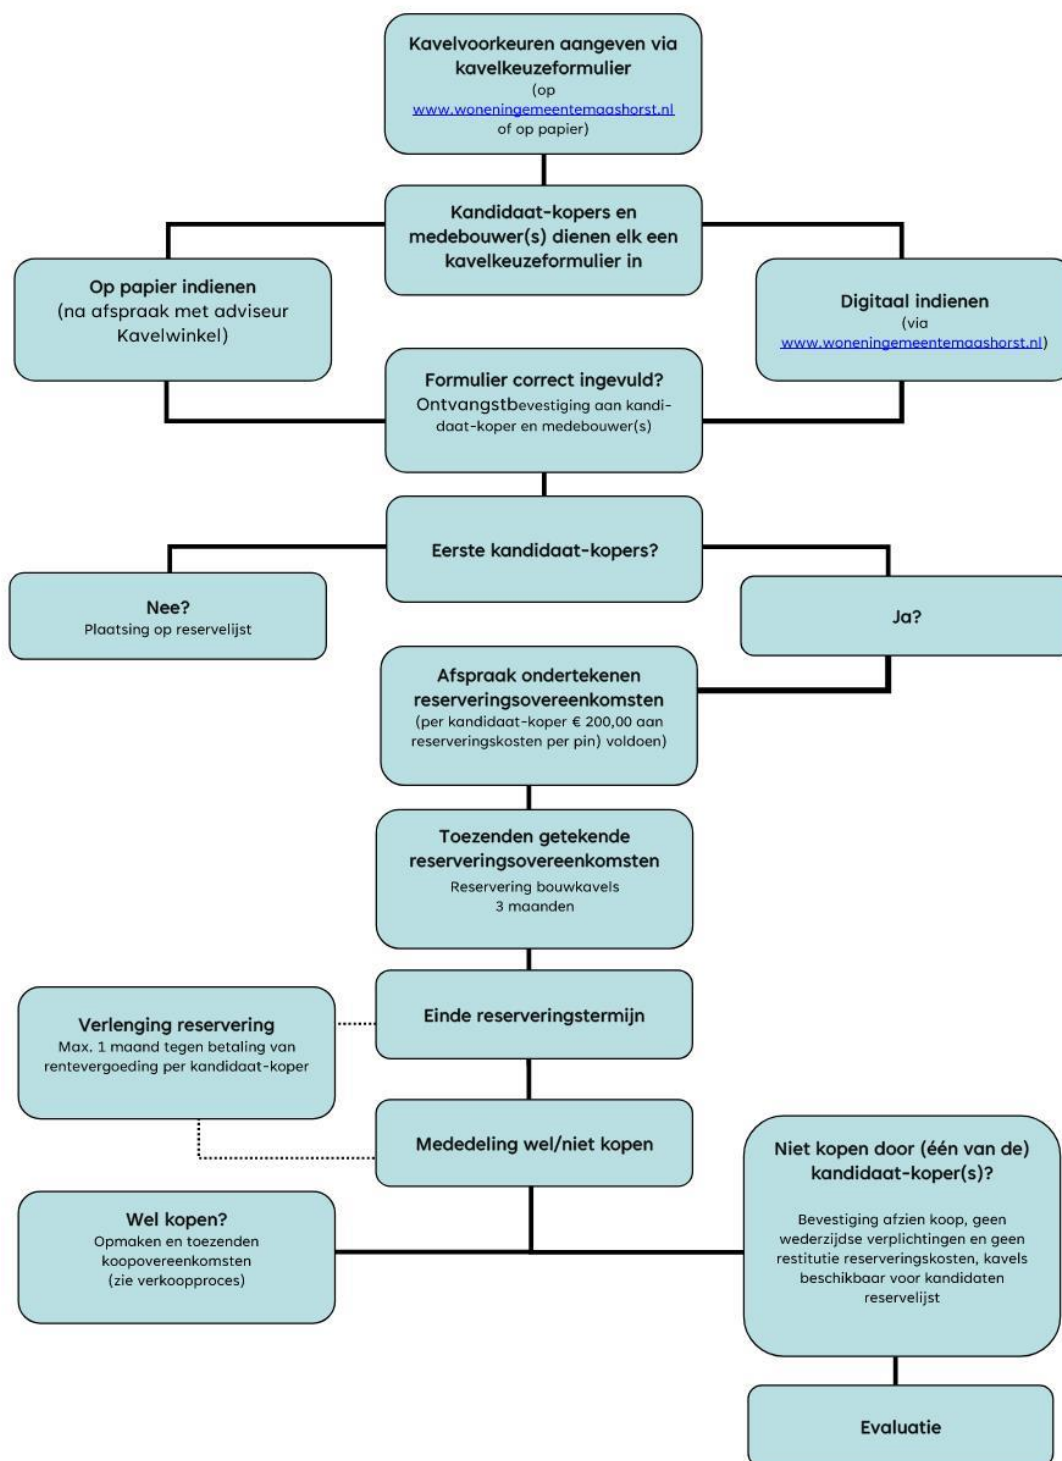 Kavelvoorkeuren aangeven via
kavelkeuzeformulier
(op
www.woneningemeentemaashorst.nl
of op papier)
Kandidaat-kopers en
medebouwer(s) dienen elk een
kavelkeuzeformulier in
Op papier indienen
(na afspraak met adviseur
Kavelwinkel)
Digitaal indienen
(via
www.woneningemeentemaashorst.nl)
Formulier correct ingevuld?
Ontvangstbevestiging aan kandi-
daat-koper en medebouwer(s)
Eerste kandidaat-kopers?
Nee?
Plaatsing op reservelijst
Ja?
Afspraak ondertekenen
reserveringsovereenkomsten
(per kandidaat-koper € 200,00 aan
reserveringskosten per pin) voldoen)
Toezenden getekende
reserveringsovereenkomsten
Reservering bouwkavels
3 maanden
Einde reserveringstermijn
Verlenging reservering
Max. 1 maand tegen betaling van
rentevergoeding per kandidaat-koper
Mededeling wel/niet kopen
Wel kopen?
Opmaken en toezenden
koopovereenkomsten
(zie verkoopproces)
Niet kopen door (één van de)
kandidaat-koper(s)?
Bevestiging afzien koop, geen
wederzijdse verplichtingen en geen
restitutie reserveringskosten, kavels
beschikbaar voor kandidaten
reservelijst
Evaluatie